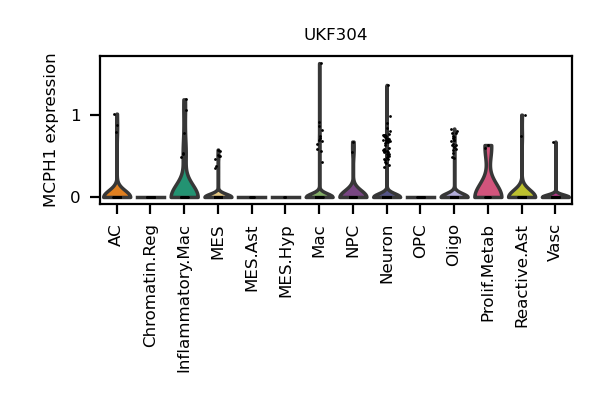 UKF304
MCPH1 expression
1
0
AC
Chromatin.Reg
Inflammatory.Mac
MES
MES.Ast
MES.Hyp
Mac
NPC
Neuron
OPC
Oligo
Prolif.Metab
Reactive.Ast
Vasc